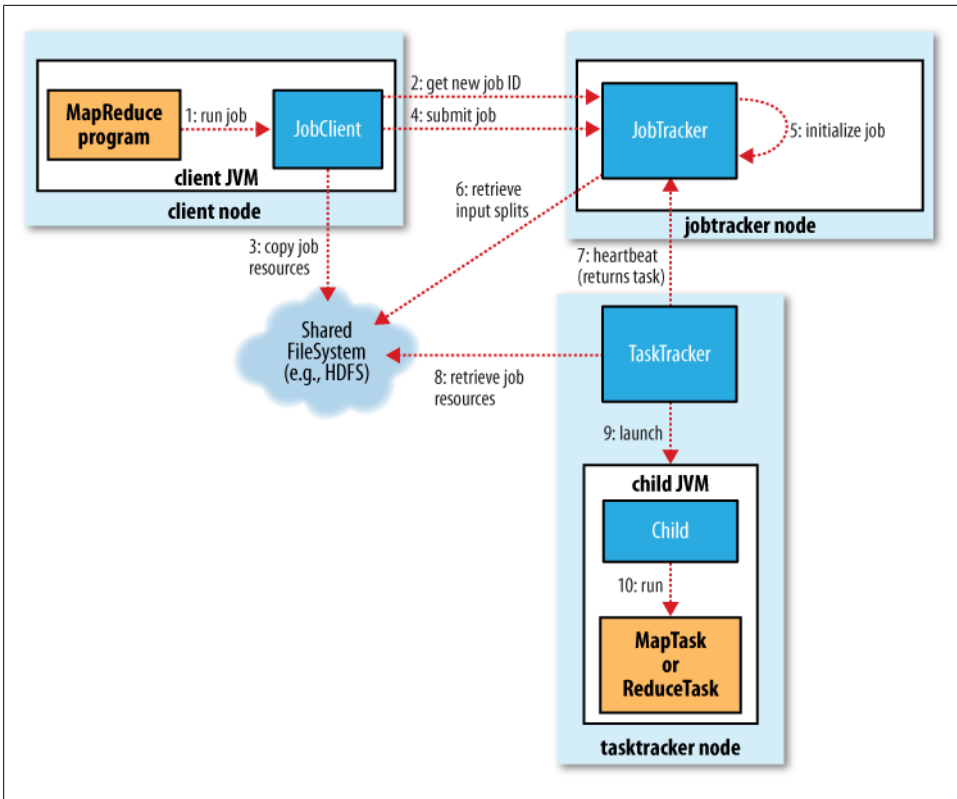 MapReduce
program
1: run job
JobClient
client JVM
client node
2: get new job ID
4: submit job
JobTracker
5: initialize job
jobtracker node
3: copy job
resources
6: retrieve
input splits
7: heartbeat
(returns task)
Shared
FileSystem
(e.g., HDFS)
TaskTracker
8: retrieve job
resources
9: launch
child JVM
Child
10: run
MapTask
or
ReduceTask
tasktracker node